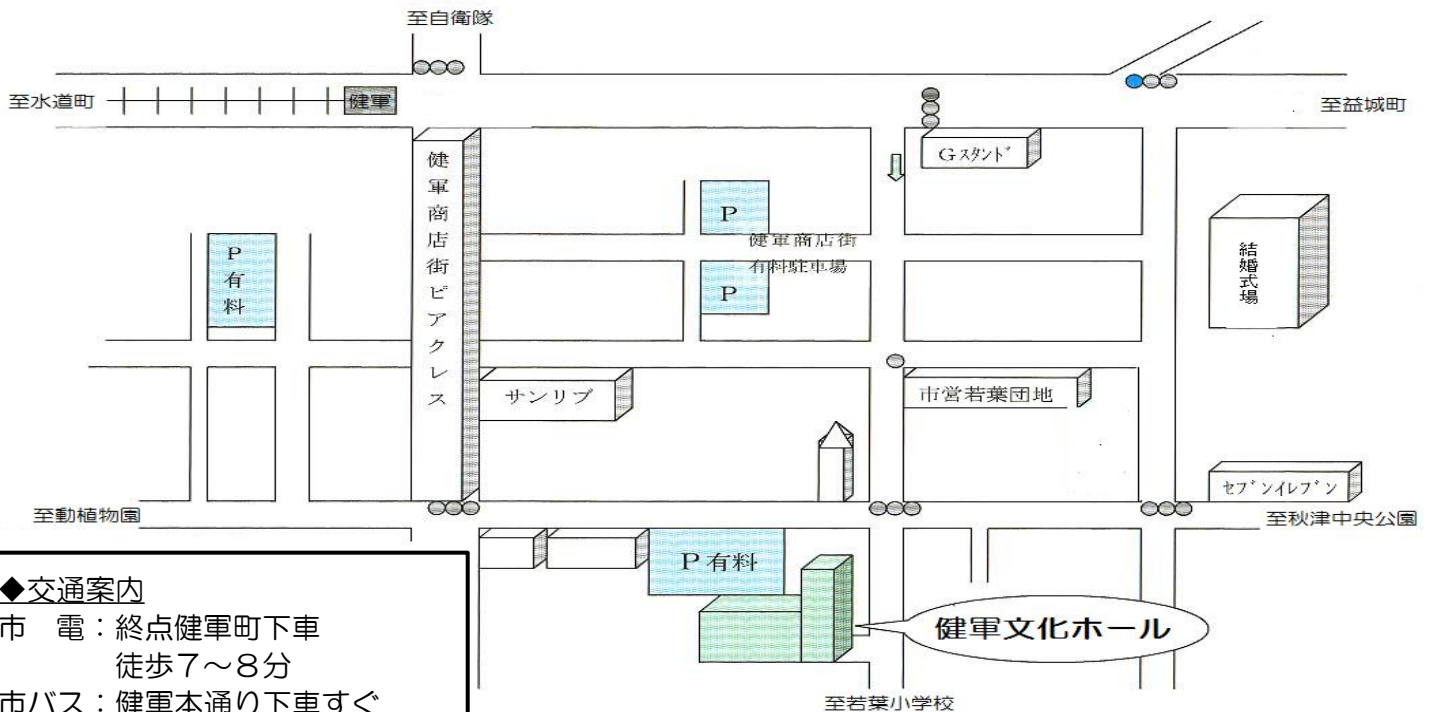 至自衛隊
至水道町
健軍
至益城町
Gスタンド
健軍商店街ピアクレス
P
健軍商店街
有料駐車場
P
P
有
料
結婚式場
サンリブ
市営若葉団地
セブンイレブン
至動植物園
至秋津中央公園
P有料
健軍文化ホール
至若葉小学校
◆交通案内
市　電：終点健軍町下車
徒歩７～８分
市バス：健軍本通り下車すぐ